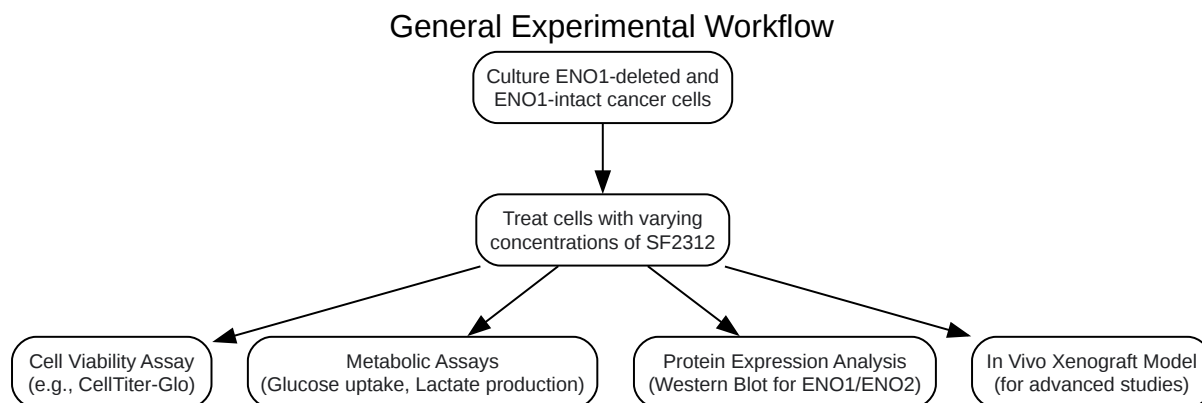 General Experimental Workflow
Culture ENO1-deleted and
ENO1-intact cancer cells
Treat cells with varying
concentrations of SF2312
Cell Viability Assay
(e.g., CellTiter-Glo)
Metabolic Assays
(Glucose uptake, Lactate production)
Protein Expression Analysis
(Western Blot for ENO1/ENO2)
In Vivo Xenograft Model
(for advanced studies)